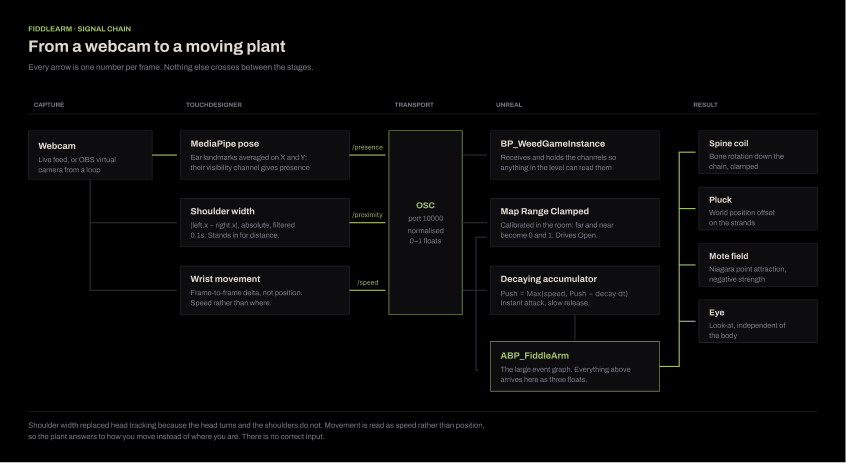 FIDDLEARM · SIGNAL CHAIN
From a webcam to a moving plant
Every arrow is one number per frame. Nothing else crosses between the stages.
CAPTURE
TOUCHDESIGNER
TRANSPORT
UNREAL
RESULT
Webcam
Live feed, or OBS virtual
camera from a loop
MediaPipe pose
Ear landmarks averaged on X and Y;
their visibility channel gives presence
/presence
Shoulder width
|left.x − right.x|, absolute, filtered
0.1s. Stands in for distance.
/proximity
Wrist movement
Frame-to-frame delta, not position.
Speed rather than where.
/speed
OSC
port 10000
normalised
0–1 floats
BP_WeedGameInstance
Receives and holds the channels so
anything in the level can read them
Map Range Clamped
Calibrated in the room: far and near
become 0 and 1. Drives Open.
Decaying accumulator
Push = Max(speed, Push − decay·dt)
Instant attack, slow release.
ABP_FiddleArm
The large event graph. Everything above
arrives here as three floats.
Spine coil
Bone rotation down the
chain, clamped
Pluck
World position offset
on the strands
Mote field
Niagara point attraction,
negative strength
Eye
Look-at, independent of
the body
Shoulder width replaced head tracking because the head turns and the shoulders do not. Movement is read as speed rather than position,
so the plant answers to how you move instead of where you are. There is no correct input.